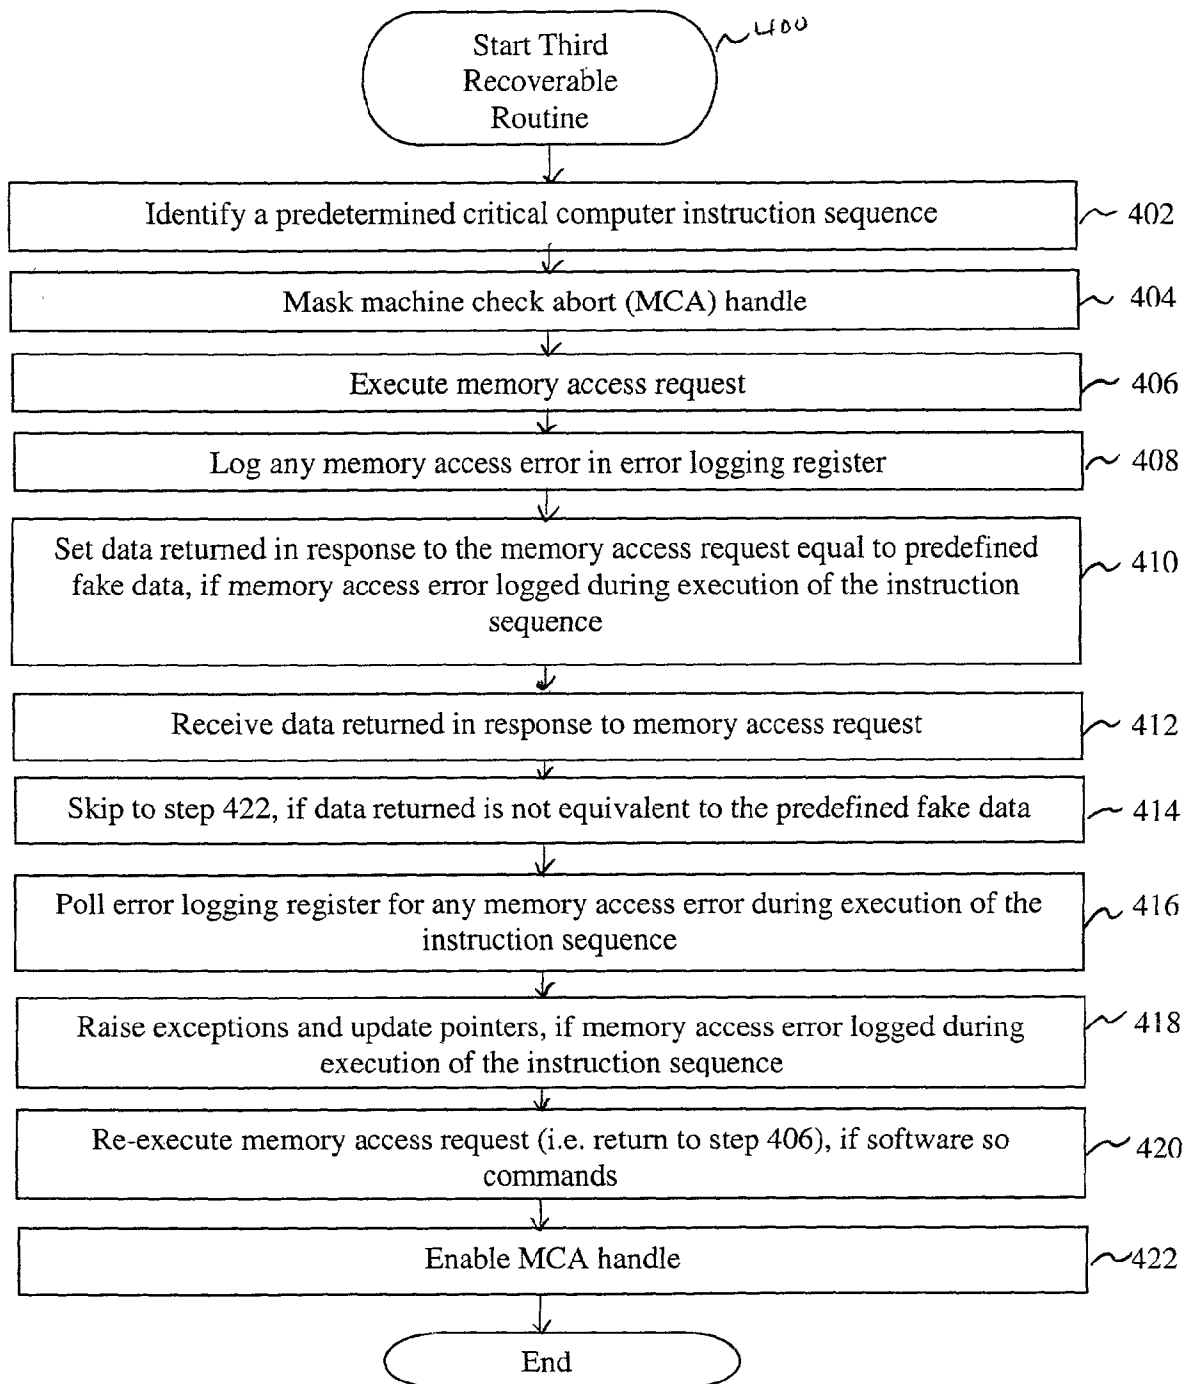 Start Third
400
Recoverable
Routine
Identify a predetermined critical computer instruction sequence
402
Mask machine check abort (MCA) handle
404
Execute memory access request
406
Log any memory access error in error logging register
408
Set data returned in response to the memory access request equal to predefined
410
fake data, if memory access error logged during execution of the instruction
sequence
Receive data returned in response to memory access request
412
Skip to step 422, if data returned is not equivalent to the predefined fake data
414
Poll error logging register for any memory access error during execution of the
416
instruction sequence
Raise exceptions and update pointers, if memory access error logged during
418
execution of the instruction sequence
Re-execute memory access request (i.e. return to step 406), if software so
420
commands
Enable MCA handle
422
End